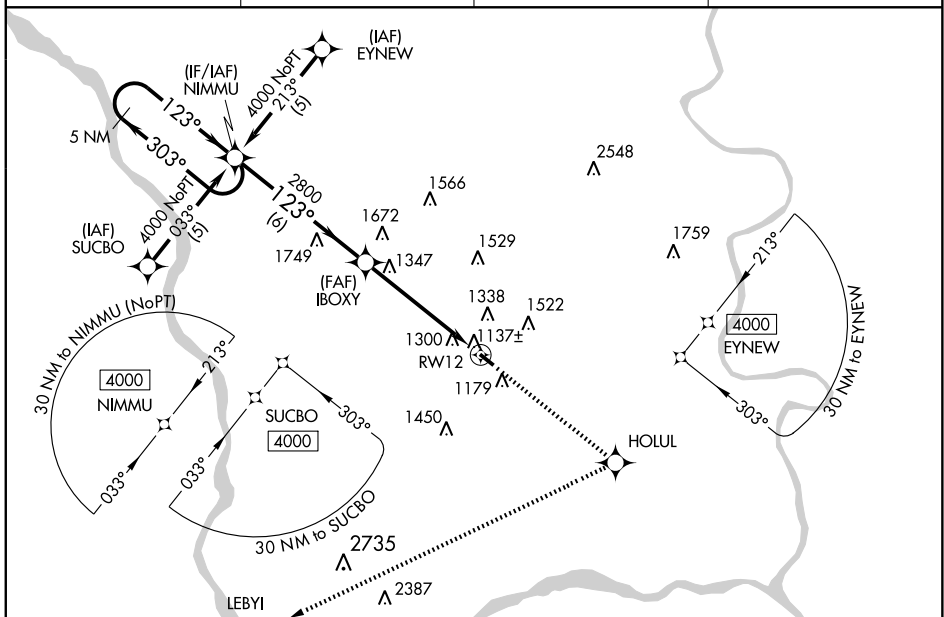 (IAF)
EYNEW
(IF/IAF)
NIMMU
4000 NoPT
213°
(5)
123°
5 NM
303°
2548
2800
123°
(6)
1566
4000 NoPT
033°
(5)
(IAF)
SUCBO
1672
1749
1529
1759
1347
213°
(FAF)
IBOXY
1338
1522
30 NM to NIMMU (NoPT)
4000
EYNEW
30 NM to EYNEW
1300
1137±
RW12
213°
4000
NIMMU
1179
SUCBO
4000
303°
303°
1450
HOLUL
033°
033°
30 NM to SUCBO
2735
2387
LEBYI